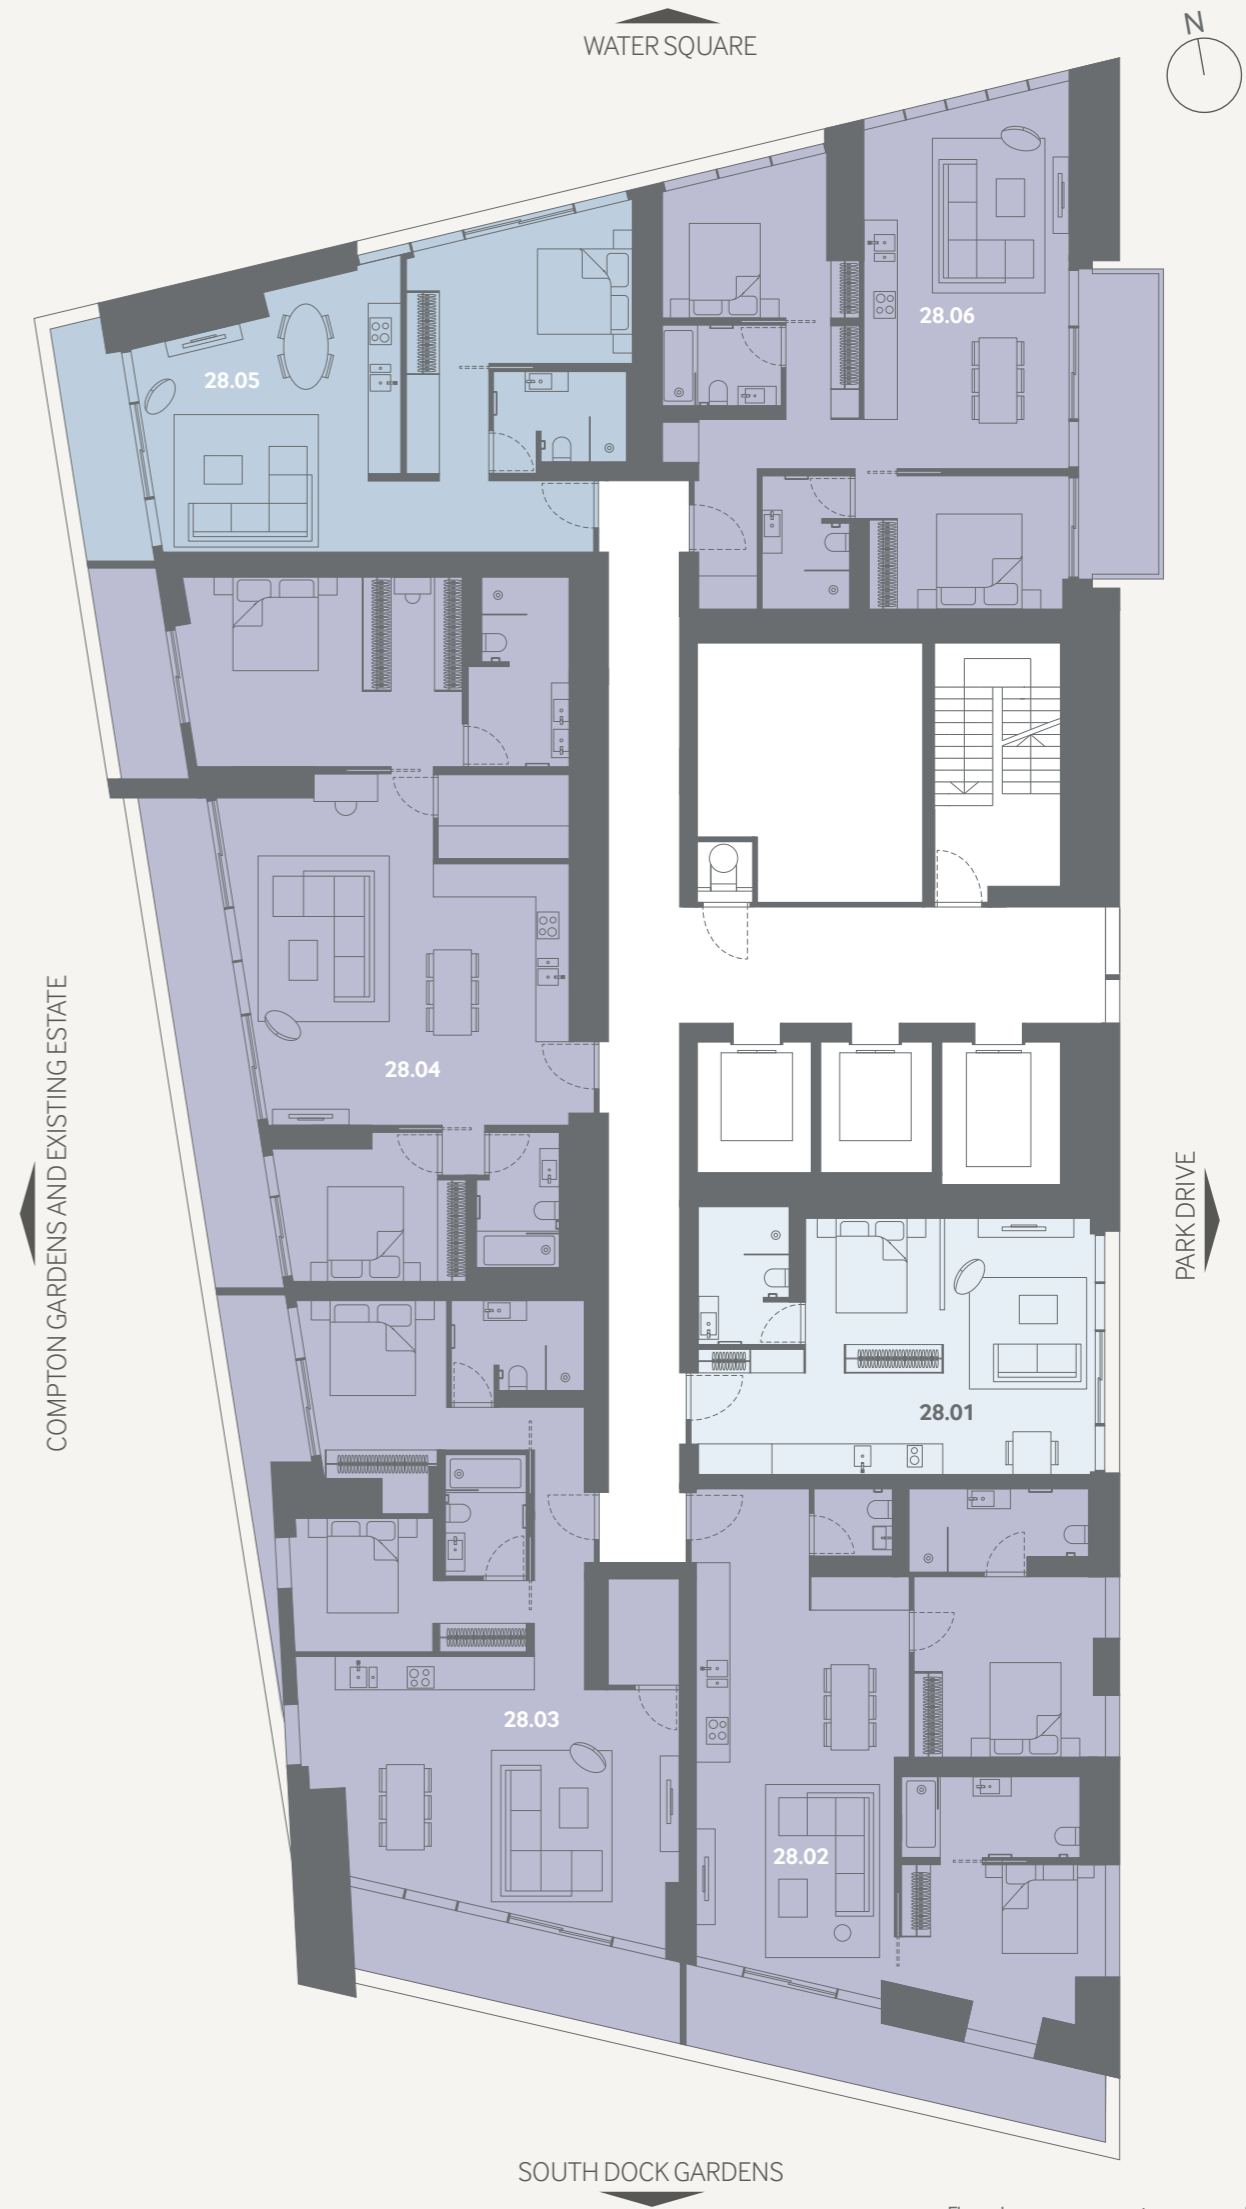 WATER SQUARE
N
28.06
28.05
28.04
COMPTON GARDENS AND EXISTING ESTATE
PARK DRIVE
28.01
28.03
28.02
SOUTH DOCK GARDENS